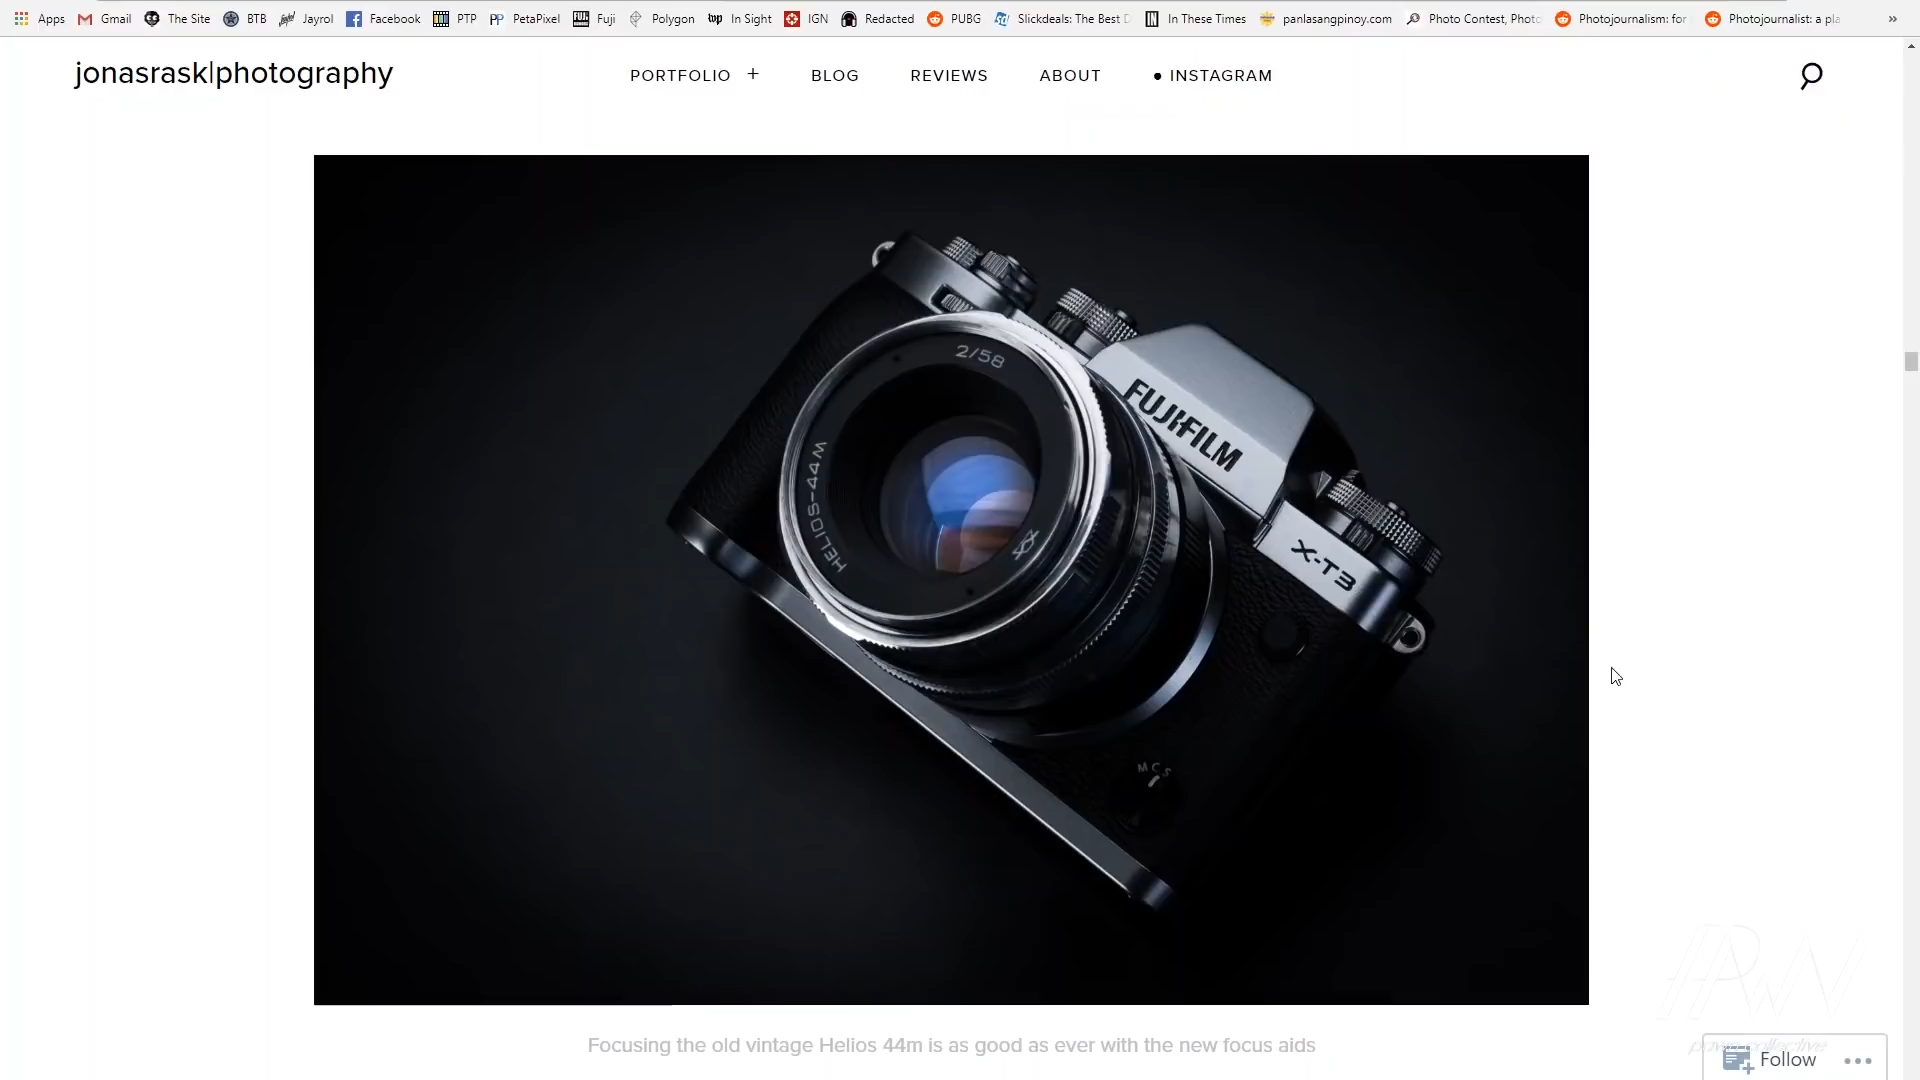 Apps Gmail The Site BTB Jayrol Facebook PTP PetaPixel Fuji Polygon In Sight IGN Redacted PUBG Slickdeals: The Best D In These Times panlasangpinoy.com Photo Contest, Photo Photojournalism: for Photojournalist: a pla »
jonasrask|photography
PORTFOLIO + BLOG REVIEWS ABOUT • INSTAGRAM
2/58
HELIOS-44M
FUJIFILM
X-T3
M C S
Focusing the old vintage Helios 44m is as good as ever with the new focus aids
Follow